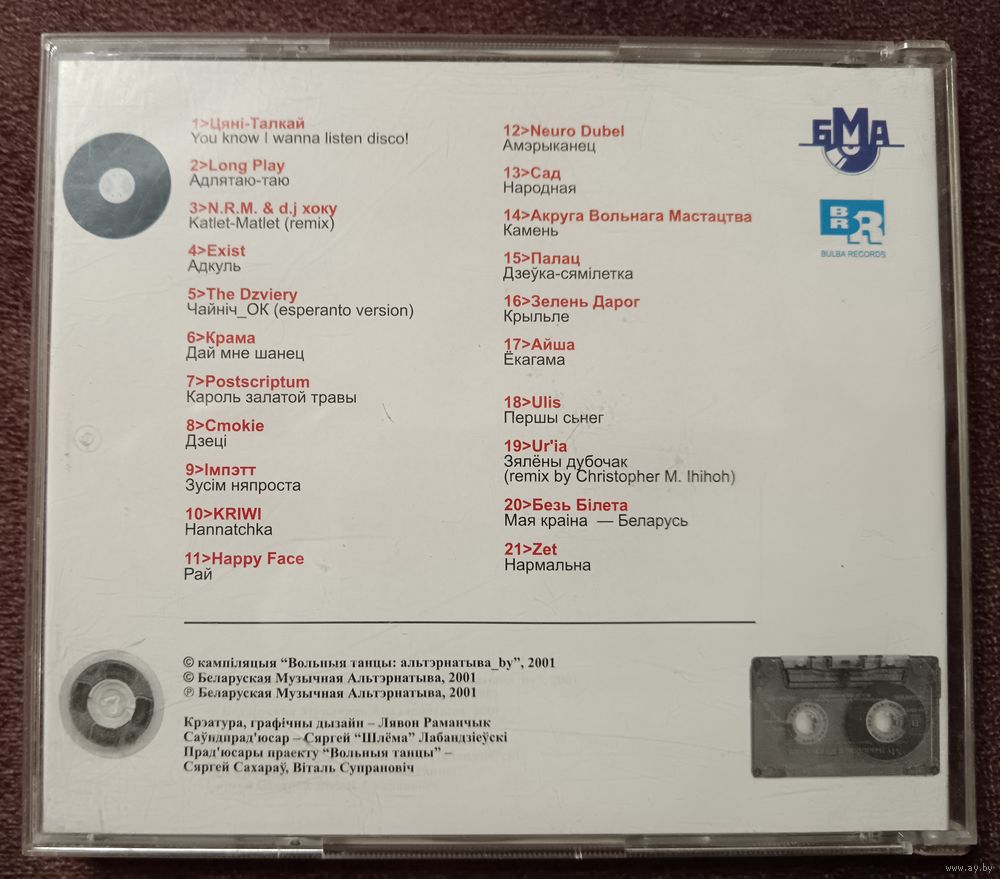 1>Цяні-Талкай
You know I wanna listen disco!
2>Long Play
Адлятаю-таю
3>N.R.M. & d.j хоку
Katlet-Matlet (remix)
4>Exist
Адкуль
5>The Dzviery
Чайніч_ОК (esperanto version)
6>Крама
Дай мне шанец
7>Postscriptum
Кароль залатой травы
8>Cmokie
Дзеці
9>Імпэтт
Зусім няпроста
10>KRIWI
Hannatchka
11>Happy Face
Рай
12>Neuro Dubel
Амэрыканец
13>Сад
Народная
14>Акруга Вольнага Мастацтва
Камень
15>Палац
Дзеўка-сямілетка
16>Зелень Дарог
Крыльле
17>Айша
Ёкагама
18>Ulis
Першы сьнег
19>Ur'ia
Зялёны дубочак
(remix by Christopher M. Ihihoh)
20>Безь Білета
Мая краіна — Беларусь
21>Zet
Нармальна
БМА
BR
BR
BULBA RECORDS
© кампіляцыя “Вольныя танцы: альтэрнатыва_by”, 2001
© Беларуская Музычная Альтэрнатыва, 2001
℗ Беларуская Музычная Альтэрнатыва, 2001
Крэатура, графічны дызайн – Лявон Раманчык
Саўндпрад'юсар – Сяргей “Шлёма” Лабандзіеўскі
Прад'юсары праекту “Вольныя танцы” –
Сяргей Сахараў, Віталь Супрановіч
www.ay.by